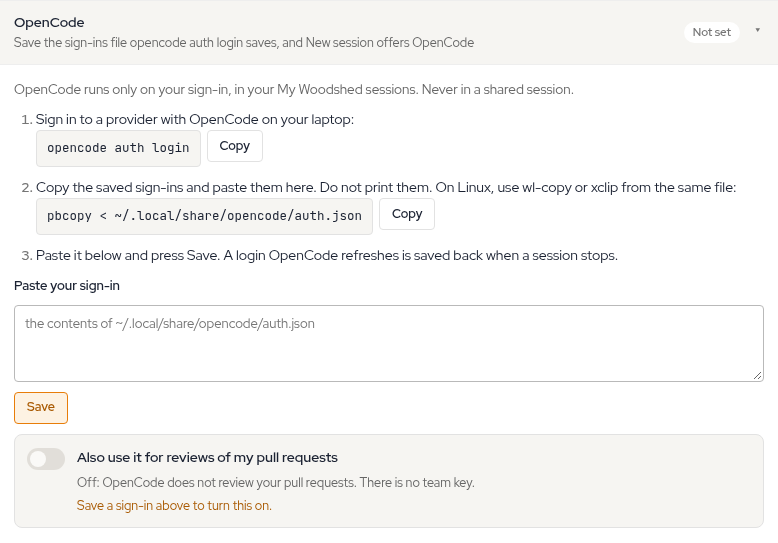 OpenCode
Save the sign-ins file opencode auth login saves, and New session offers OpenCode
Not set
OpenCode runs only on your sign-in, in your My Woodshed sessions. Never in a shared session.
1. Sign in to a provider with OpenCode on your laptop:
opencode auth login
Copy
2. Copy the saved sign-ins and paste them here. Do not print them. On Linux, use wl-copy or xclip from the same file:
pbcopy < ~/.local/share/opencode/auth.json
Copy
3. Paste it below and press Save. A login OpenCode refreshes is saved back when a session stops.
Paste your sign-in
the contents of ~/.local/share/opencode/auth.json
Save
Also use it for reviews of my pull requests
Off: OpenCode does not review your pull requests. There is no team key.
Save a sign-in above to turn this on.